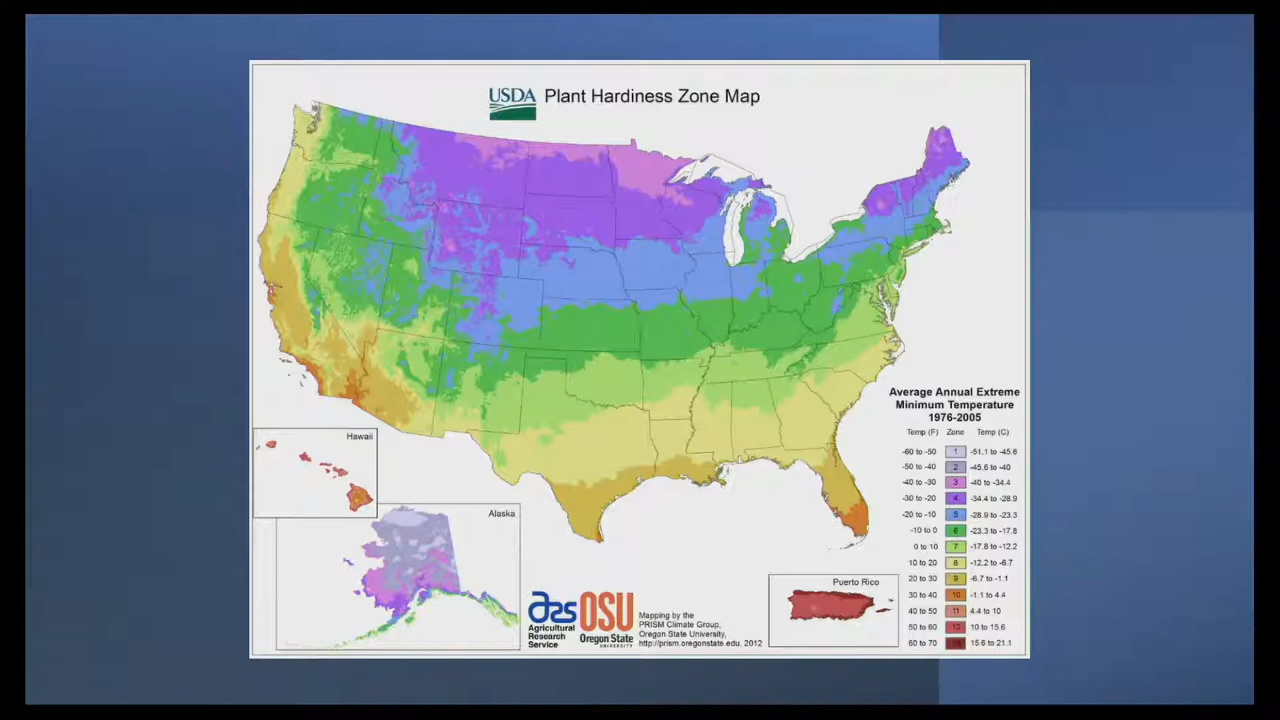 USDA Plant Hardiness Zone Map
Average Annual Extreme
Minimum Temperature
1976-2005
Temp (F) Zone Temp (C)
-60 to -50 1 -51.1 to -45.6
-50 to -40 2 -45.6 to -40
-40 to -30 3 -40 to -34.4
-30 to -20 4 -34.4 to -28.9
-20 to -10 5 -28.9 to -23.3
-10 to 0 6 -23.3 to -17.8
0 to 10 7 -17.8 to -12.2
10 to 20 8 -12.2 to -6.7
20 to 30 9 -6.7 to -1.1
30 to 40 10 -1.1 to 4.4
40 to 50 11 4.4 to 10
50 to 60 12 10 to 15.6
60 to 70 13 15.6 to 21.1
Hawaii
Alaska
Puerto Rico
ars
Agricultural
Research
Service
OSU
Oregon State
UNIVERSITY
Mapping by the
PRISM Climate Group,
Oregon State University,
http://prism.oregonstate.edu, 2012